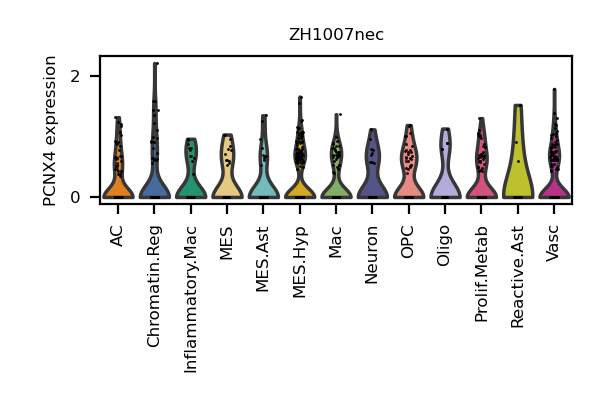 ZH1007nec
PCNX4 expression
2
0
AC
Chromatin.Reg
Inflammatory.Mac
MES
MES.Ast
MES.Hyp
Mac
Neuron
OPC
Oligo
Prolif.Metab
Reactive.Ast
Vasc